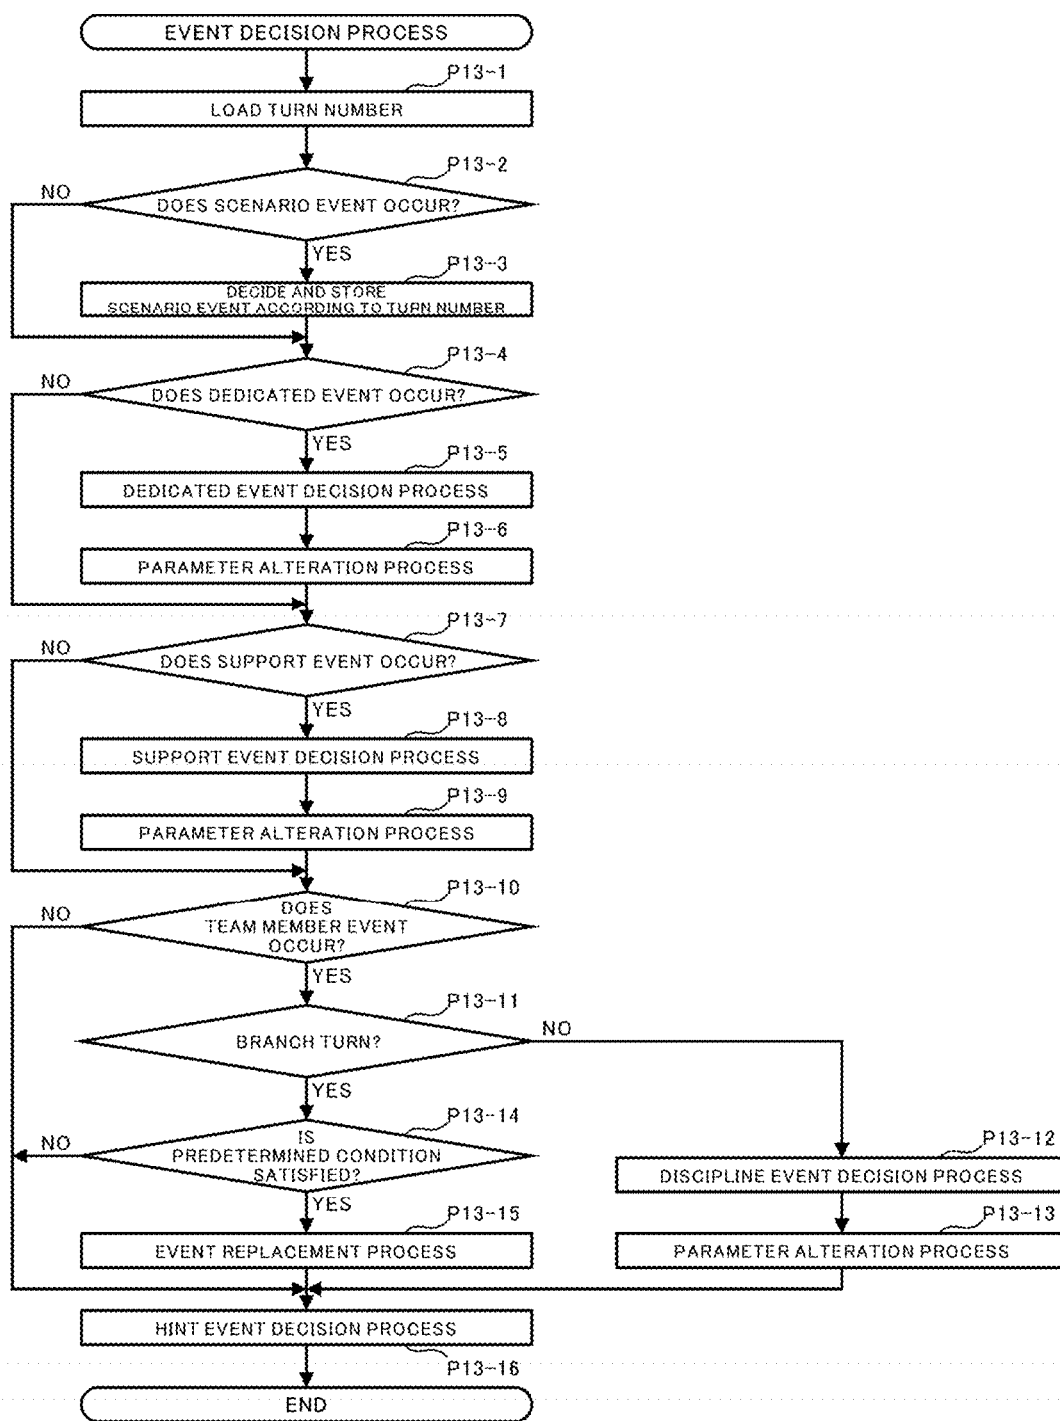 EVENT DECISION PROCESS
P13-1
LOAD TURN NUMBER
P13-2
NO
DOES SCENARIO EVENT OCCUR?
YES
P13-3
DECIDE AND STORE
SCENARIO EVENT ACCORDING TO TURN NUMBER
P13-4
NO
DOES DEDICATED EVENT OCCUR?
YES
P13-5
DEDICATED EVENT DECISION PROCESS
P13-6
PARAMETER ALTERATION PROCESS
P13-7
NO
DOES SUPPORT EVENT OCCUR?
YES
P13-8
SUPPORT EVENT DECISION PROCESS
P13-9
PARAMETER ALTERATION PROCESS
P13-10
NO
DOES
TEAM MEMBER EVENT
OCCUR?
YES
P13-11
NO
BRANCH TURN?
YES
P13-14
NO
IS
PREDETERMINED CONDITION
SATISFIED?
YES
P13-12
DISCIPLINE EVENT DECISION PROCESS
P13-13
PARAMETER ALTERATION PROCESS
P13-15
EVENT REPLACEMENT PROCESS
HINT EVENT DECISION PROCESS
P13-16
END